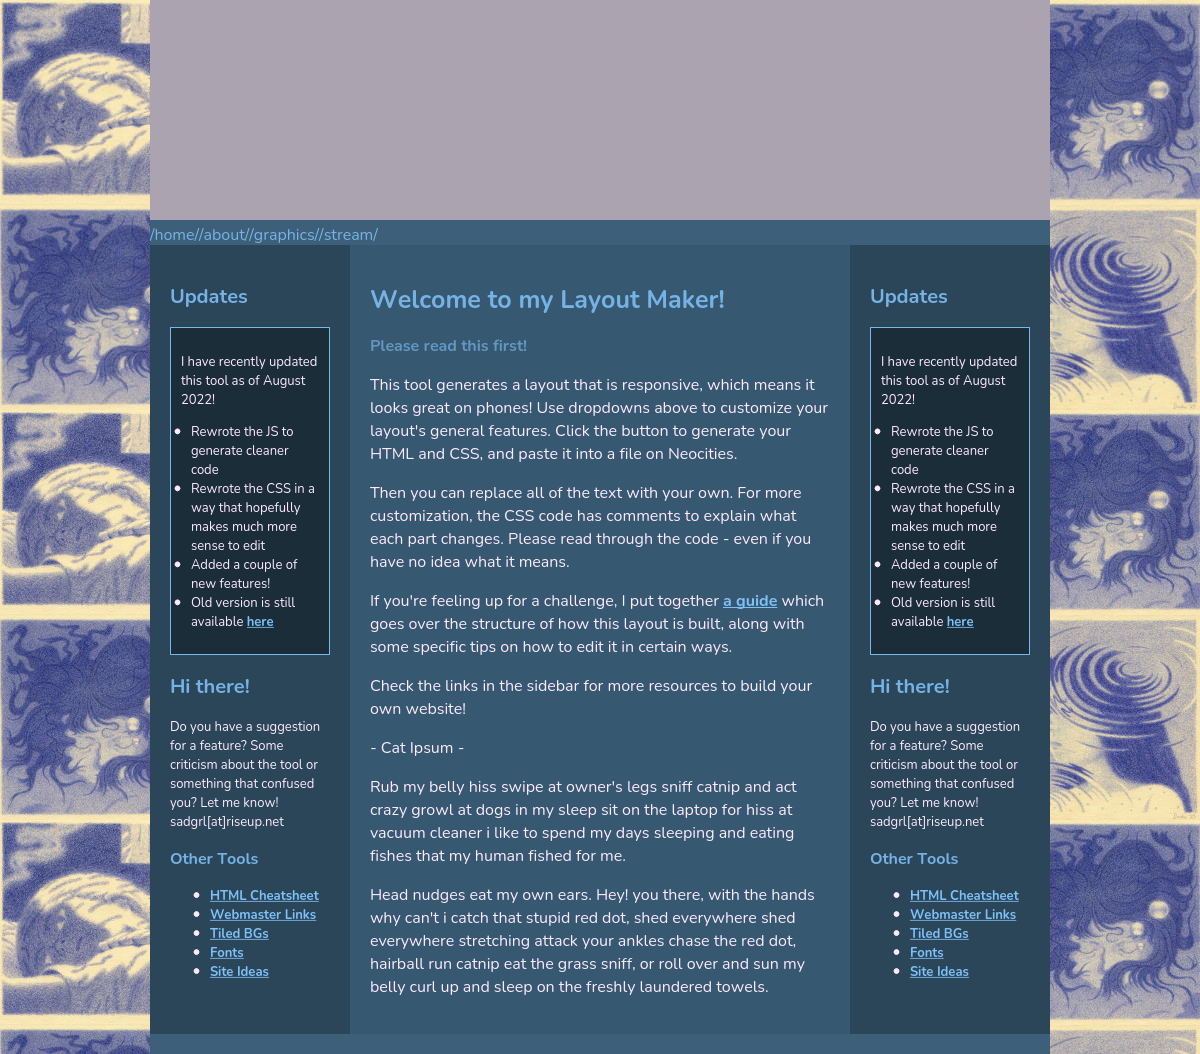 /home//about//graphics//stream/
Updates
I have recently updated
this tool as of August
2022!
Rewrote the JS to
generate cleaner
code
Rewrote the CSS in a
way that hopefully
makes much more
sense to edit
Added a couple of
new features!
Old version is still
available here
Hi there!
Do you have a suggestion
for a feature? Some
criticism about the tool or
something that confused
you? Let me know!
sadgrl[at]riseup.net
Other Tools
HTML Cheatsheet
Webmaster Links
Tiled BGs
Fonts
Site Ideas
Welcome to my Layout Maker!
Please read this first!
This tool generates a layout that is responsive, which means it
looks great on phones! Use dropdowns above to customize your
layout's general features. Click the button to generate your
HTML and CSS, and paste it into a file on Neocities.
Then you can replace all of the text with your own. For more
customization, the CSS code has comments to explain what
each part changes. Please read through the code - even if you
have no idea what it means.
If you're feeling up for a challenge, I put together a guide which
goes over the structure of how this layout is built, along with
some specific tips on how to edit it in certain ways.
Check the links in the sidebar for more resources to build your
own website!
- Cat Ipsum -
Rub my belly hiss swipe at owner's legs sniff catnip and act
crazy growl at dogs in my sleep sit on the laptop for hiss at
vacuum cleaner i like to spend my days sleeping and eating
fishes that my human fished for me.
Head nudges eat my own ears. Hey! you there, with the hands
why can't i catch that stupid red dot, shed everywhere shed
everywhere stretching attack your ankles chase the red dot,
hairball run catnip eat the grass sniff, or roll over and sun my
belly curl up and sleep on the freshly laundered towels.
Updates
I have recently updated
this tool as of August
2022!
Rewrote the JS to
generate cleaner
code
Rewrote the CSS in a
way that hopefully
makes much more
sense to edit
Added a couple of
new features!
Old version is still
available here
Hi there!
Do you have a suggestion
for a feature? Some
criticism about the tool or
something that confused
you? Let me know!
sadgrl[at]riseup.net
Other Tools
HTML Cheatsheet
Webmaster Links
Tiled BGs
Fonts
Site Ideas